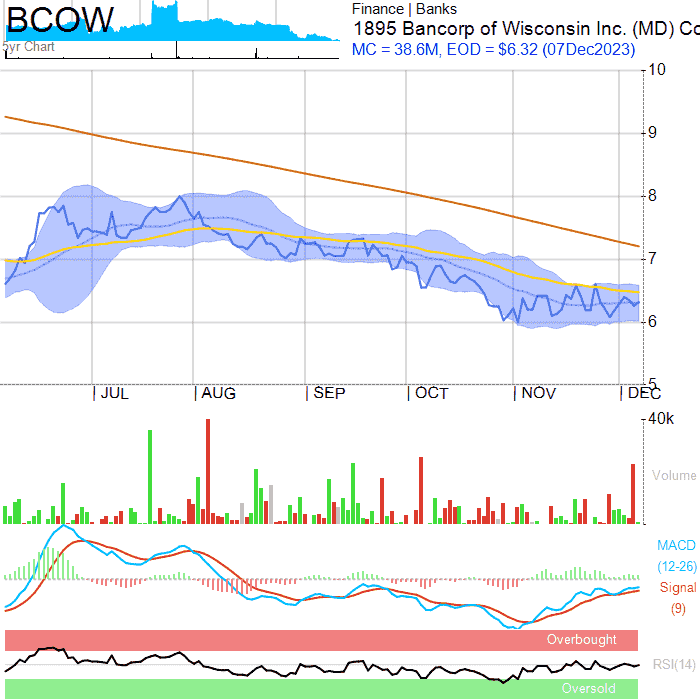 BCOW
5yr Chart
Finance | Banks
1895 Bancorp of Wisconsin Inc. (MD) Co
MC = 38.6M, EOD = $6.32 (07Dec2023)
10
9
8
7
6
5
JUL AUG SEP OCT NOV DEC
40k
Volume
MACD
(12-26)
Signal
(9)
Overbought
RSI(14)
Oversold